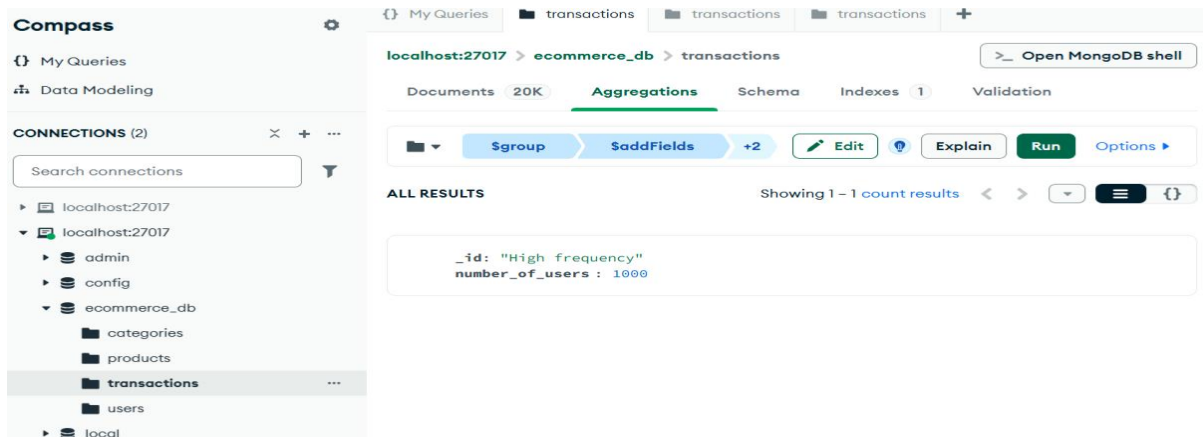 Compass
{} My Queries
Data Modeling
CONNECTIONS (2)
Search connections
localhost:27017
localhost:27017
admin
config
ecommerce_db
categories
products
transactions
users
local
{} My Queries transactions transactions transactions +
localhost:27017 > ecommerce_db > transactions >_ Open MongoDB shell
Documents 20K Aggregations Schema Indexes 1 Validation
$group $addFields +2 Edit Explain Run Options
ALL RESULTS Showing 1 – 1 count results < > {}
_id: "High frequency"
number_of_users : 1000